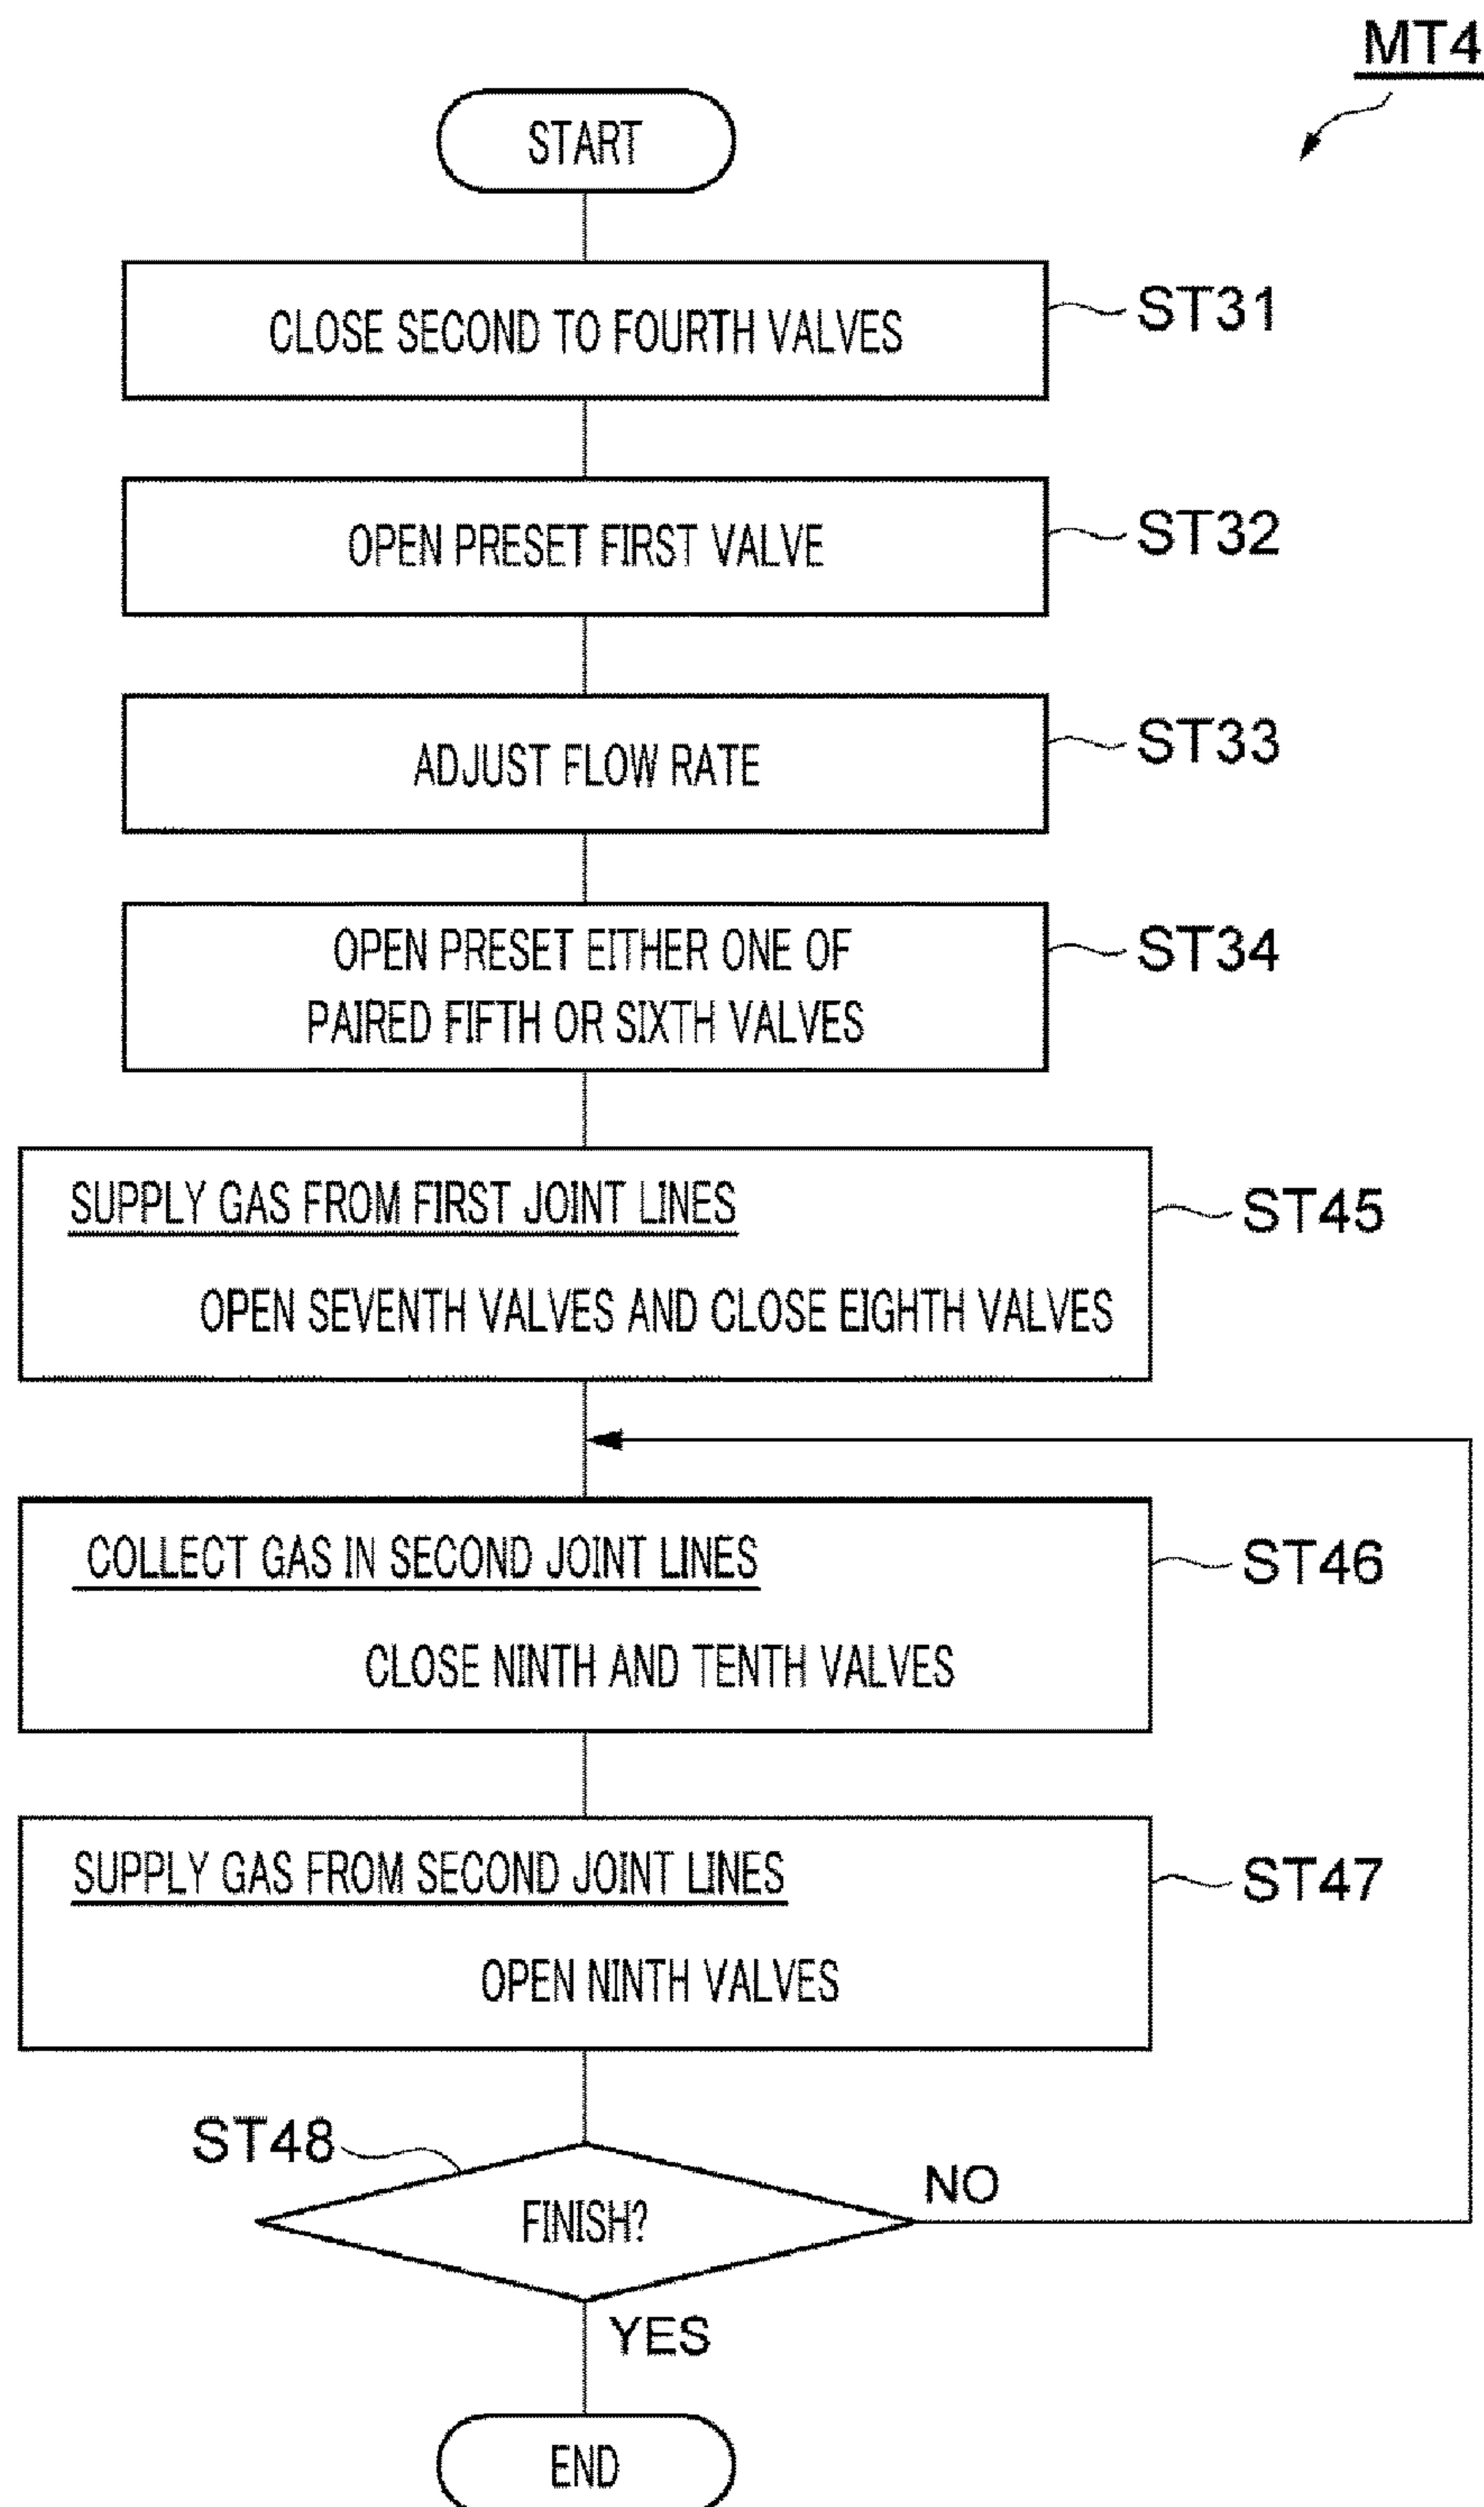 MT4
START
CLOSE SECOND TO FOURTH VALVES
ST31
OPEN PRESET FIRST VALVE
ST32
ADJUST FLOW RATE
ST33
OPEN PRESET EITHER ONE OF
PAIRED FIFTH OR SIXTH VALVES
ST34
SUPPLY GAS FROM FIRST JOINT LINES
OPEN SEVENTH VALVES AND CLOSE EIGHTH VALVES
ST45
COLLECT GAS IN SECOND JOINT LINES
CLOSE NINTH AND TENTH VALVES
ST46
SUPPLY GAS FROM SECOND JOINT LINES
OPEN NINTH VALVES
ST47
ST48
FINISH?
NO
YES
END